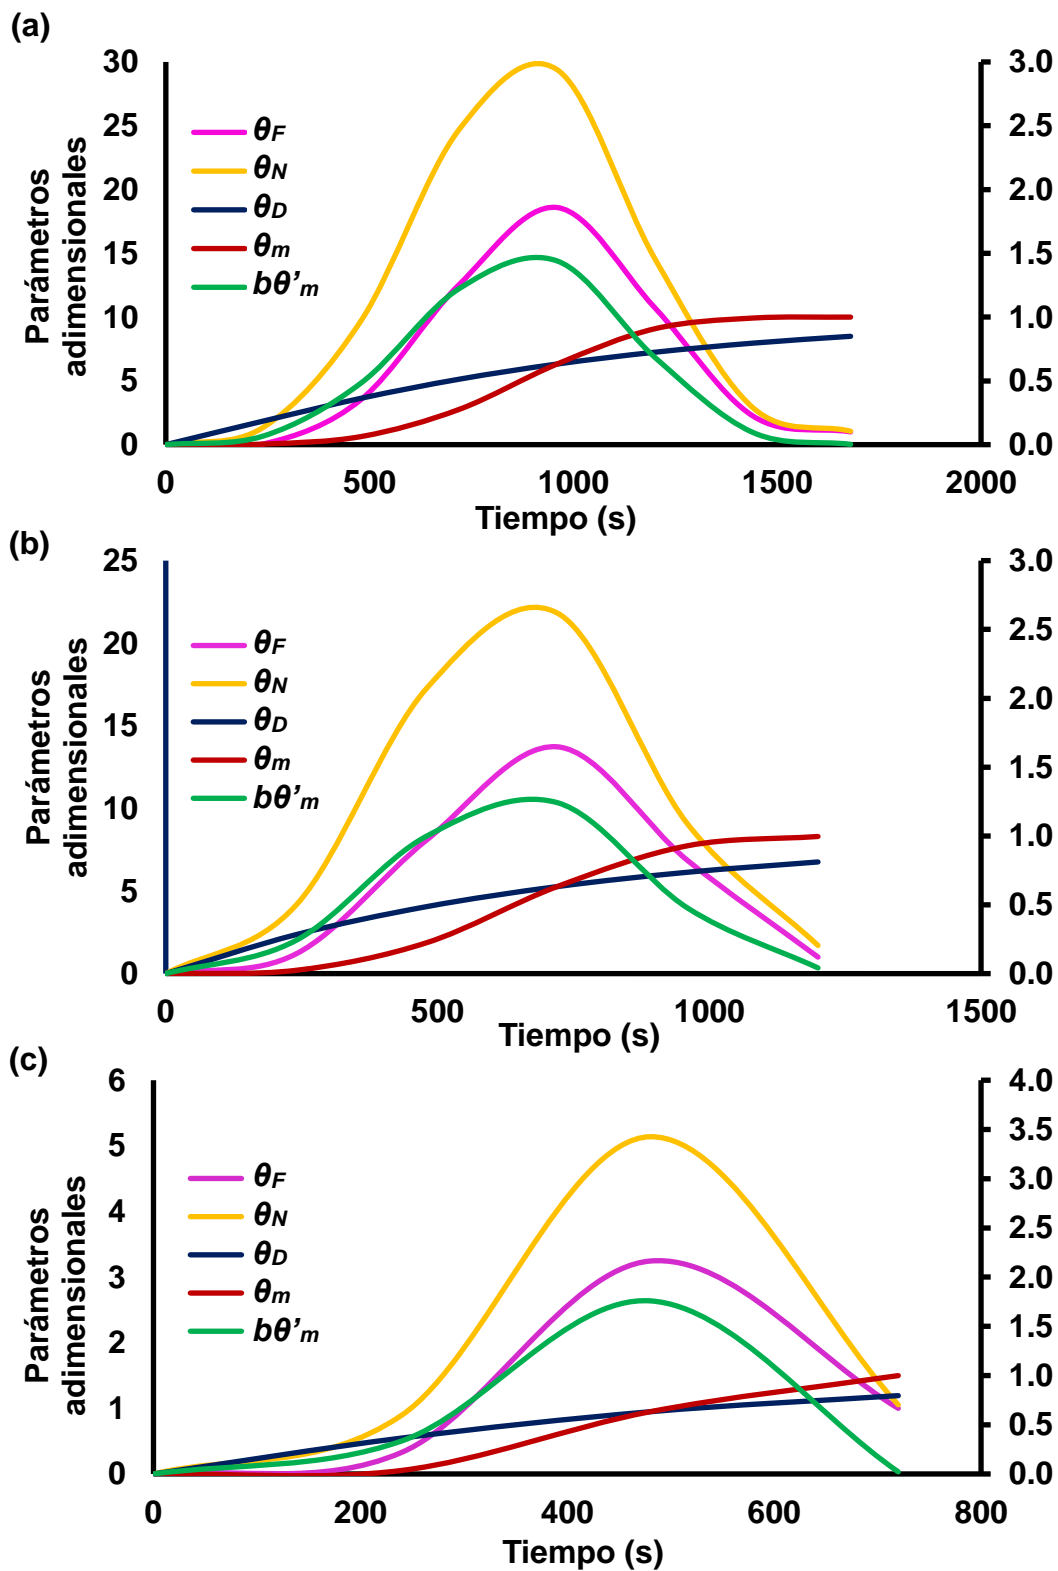 (a)
Parámetros
adimensionales
30
25
20
15
10
5
0
θF
θN
θD
θm
bθ’m
3.0
2.5
2.0
1.5
1.0
0.5
0.0
0 500 1000 1500 2000
Tiempo (s)
(b)
Parámetros
adimensionales
25
20
15
10
5
0
θF
θN
θD
θm
bθ’m
3.0
2.5
2.0
1.5
1.0
0.5
0.0
0 500 1000 1500
Tiempo (s)
(c)
Parámetros
adimensionales
6
5
4
3
2
1
0
θF
θN
θD
θm
bθ’m
4.0
3.5
3.0
2.5
2.0
1.5
1.0
0.5
0.0
0 200 400 600 800
Tiempo (s)